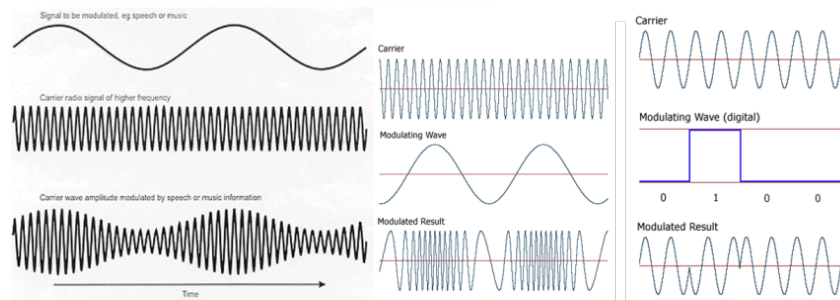 Signal to be modulated, eg speech or music
Carrier radio signal of higher frequency
Carrier wave amplitude modulated by speech or music information
Time
Carrier
Modulating Wave
Modulated Result
Carrier
Modulating Wave (digital)
0 1 0 0
Modulated Result